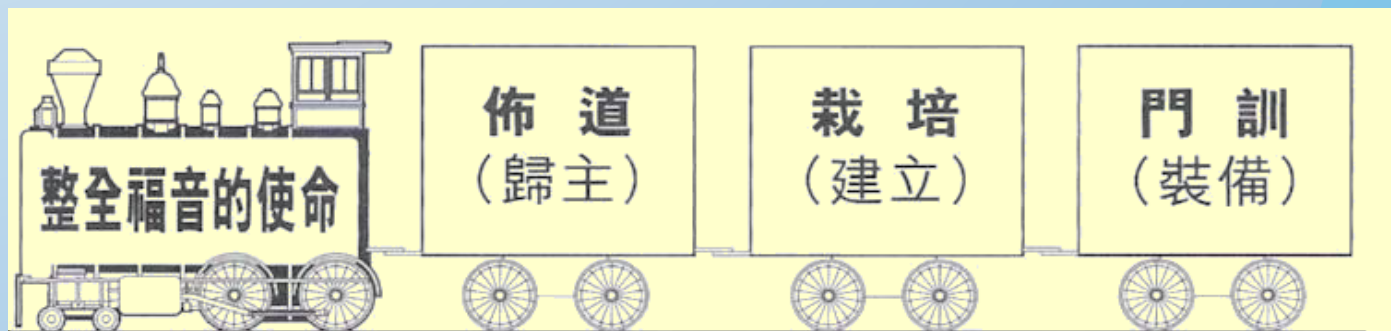 整全福音的使命
佈道
（歸主）
栽培
（建立）
門訓
（裝備）